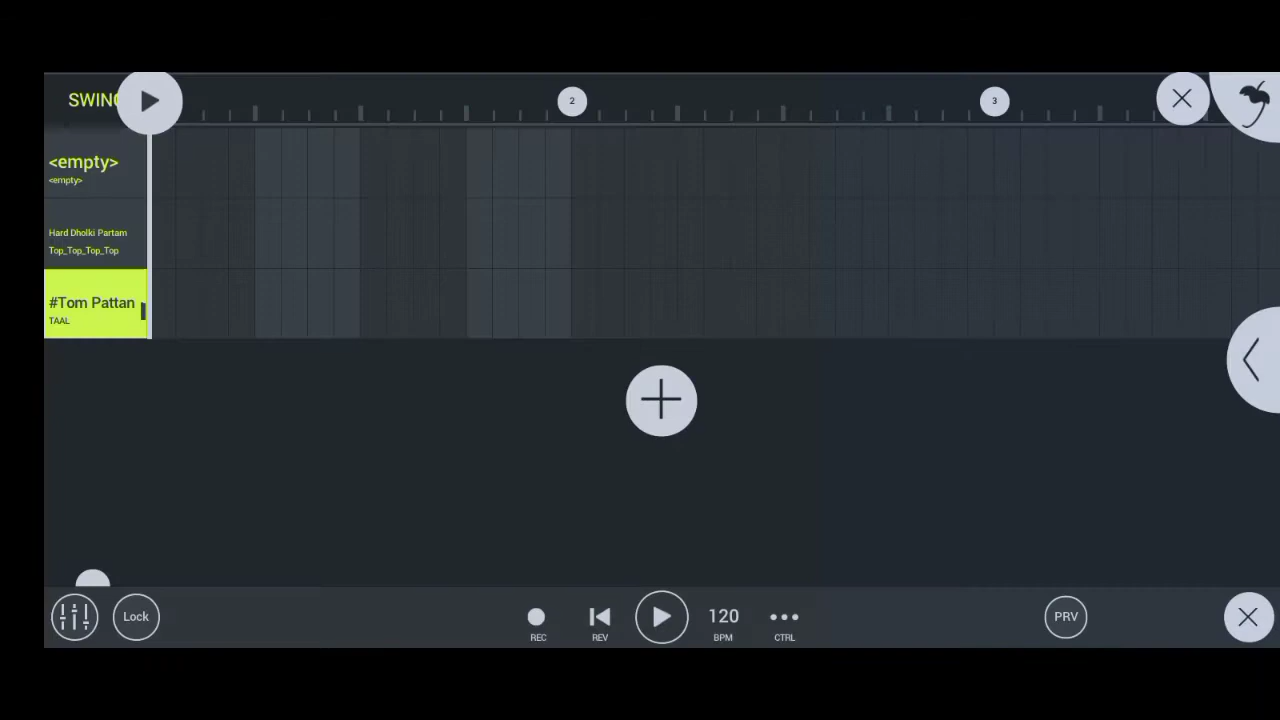 SWING
2
3
<empty>
<empty>
Hard Dholki Partam
Top_Top_Top_Top
#Tom Pattan
TAAL
Lock
REC
REV
120
BPM
CTRL
PRV